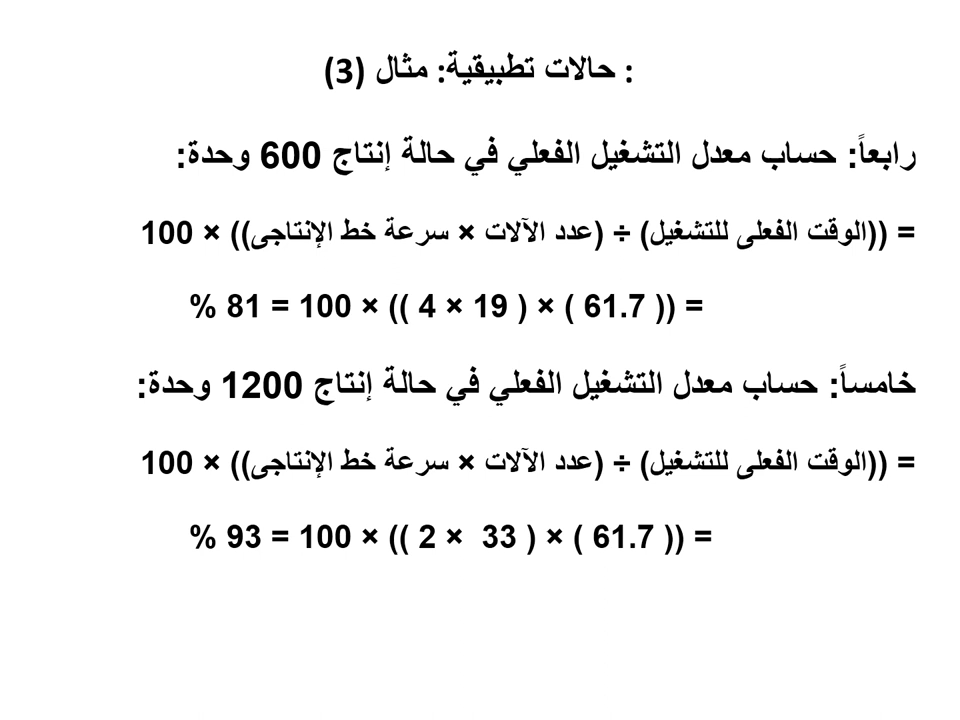 : حالات تطبيقية: مثال (3)
رابعاً: حساب معدل التشغيل الفعلي في حالة إنتاج 600 وحدة:
= ((الوقت الفعلى للتشغيل) ÷ (عدد الآلات × سرعة خط الإنتاجى)) × 100
= (( 61.7 ) × ( 19 × 4 )) × 100 = 81 %
خامساً: حساب معدل التشغيل الفعلي في حالة إنتاج 1200 وحدة:
= ((الوقت الفعلى للتشغيل) ÷ (عدد الآلات × سرعة خط الإنتاجى)) × 100
= (( 61.7 ) × ( 33 × 2 )) × 100 = 93 %